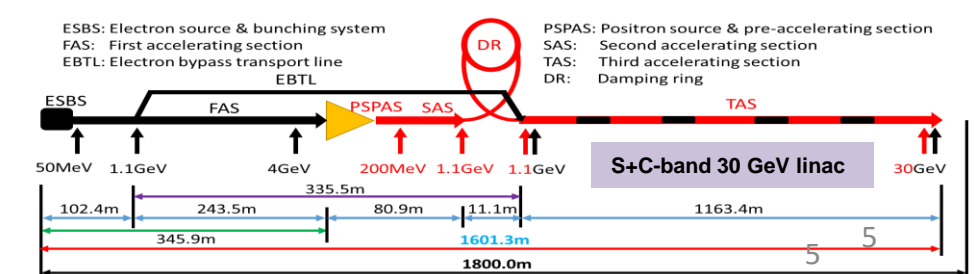 ESBS: Electron source & bunching system
FAS: First accelerating section
EBTL: Electron bypass transport line
PSPAS: Positron source & pre-accelerating section
SAS: Second accelerating section
TAS: Third accelerating section
DR: Damping ring
DR
EBTL
ESBS
FAS
PSPAS
SAS
TAS
50MeV
1.1GeV
4GeV
200MeV
1.1GeV
1.1GeV
S+C-band 30 GeV linac
30GeV
335.5m
102.4m
243.5m
80.9m
11.1m
1163.4m
345.9m
1601.3m
5
5
1800.0m